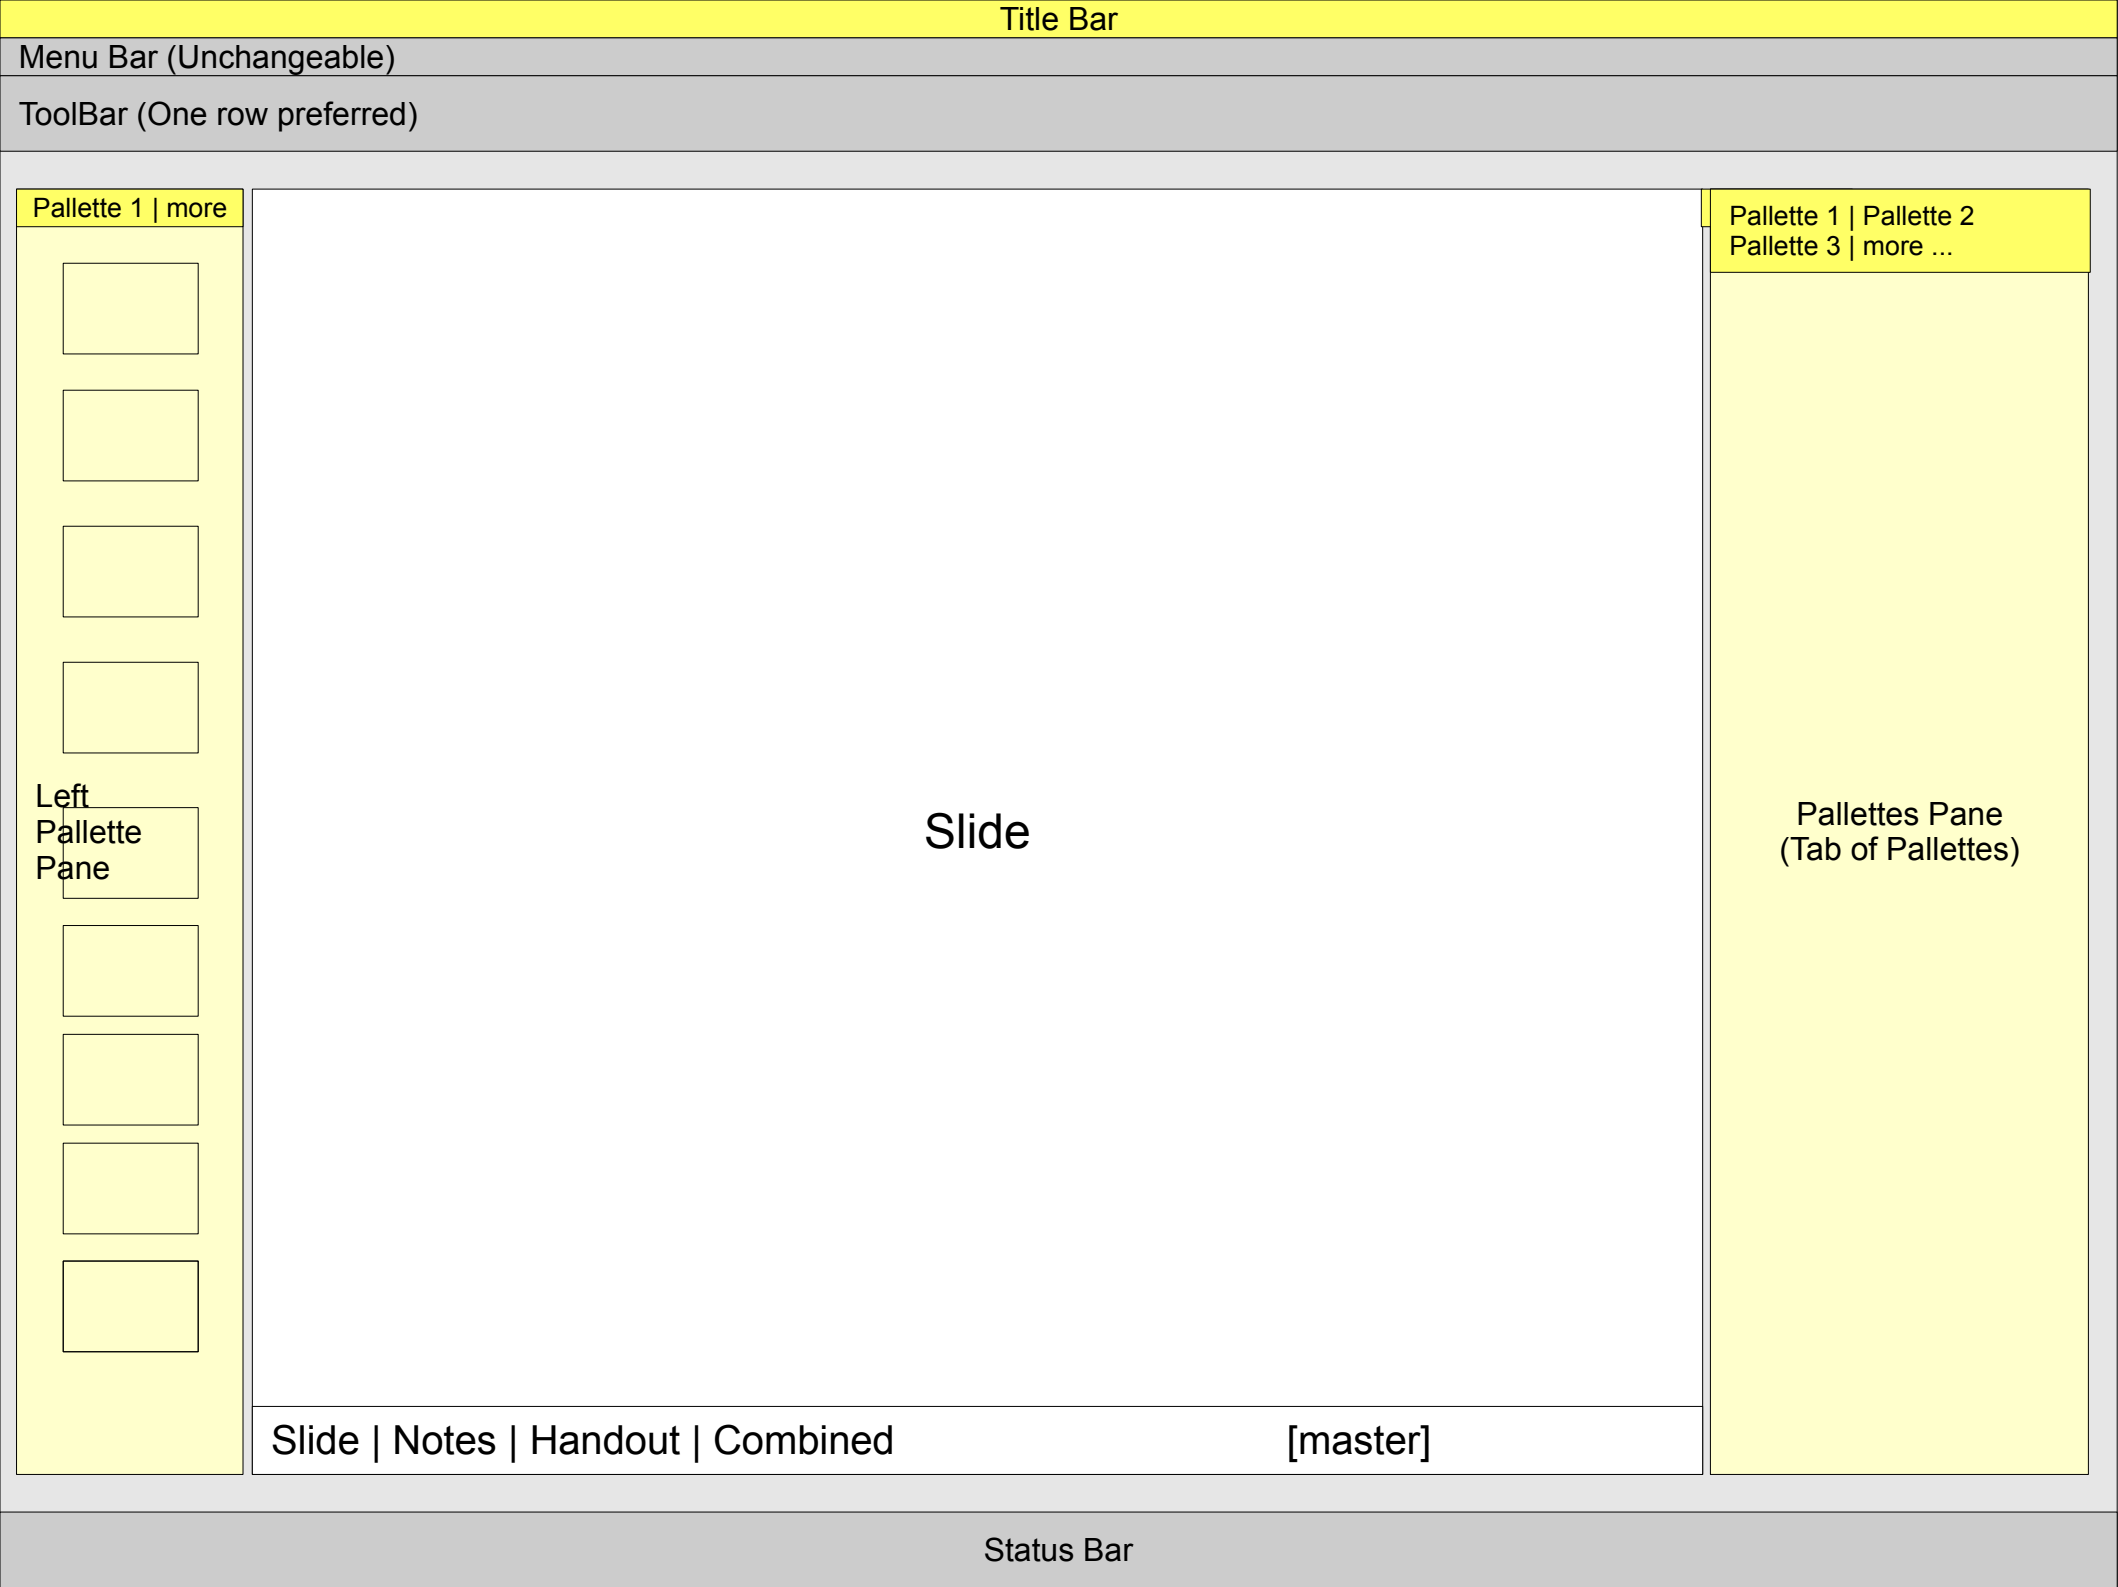 Title Bar
Menu Bar (Unchangeable)
ToolBar (One row preferred)
Pallette 1 | more
Pallette 1 | Pallette 2
Pallette 3 | more ...
Left
Pallette
Pane
Slide
Pallettes Pane
(Tab of Pallettes)
Slide | Notes | Handout | Combined [master]
Status Bar